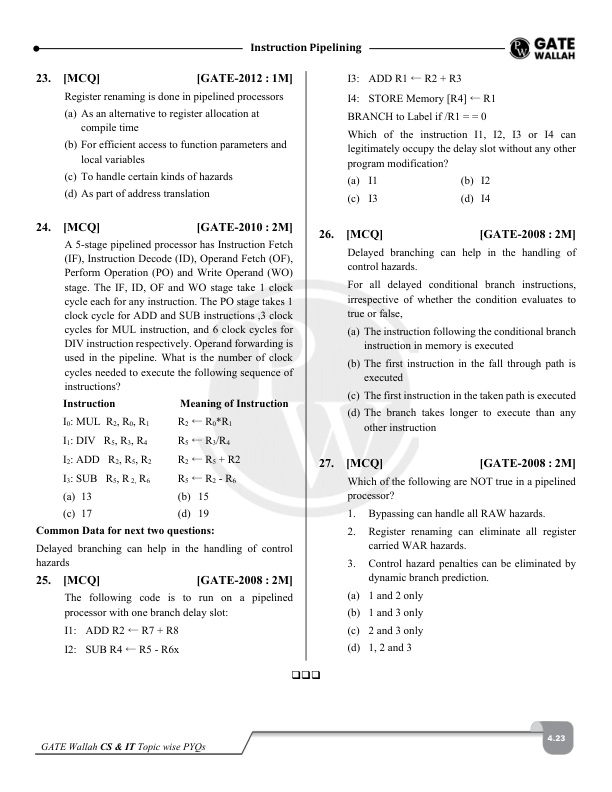 Instruction Pipelining
GATE
WALLAH
23. [MCQ] [GATE-2012 : 1M]
Register renaming is done in pipelined processors
(a) As an alternative to register allocation at
compile time
(b) For efficient access to function parameters and
local variables
(c) To handle certain kinds of hazards
(d) As part of address translation
24. [MCQ] [GATE-2010 : 2M]
A 5-stage pipelined processor has Instruction Fetch
(IF), Instruction Decode (ID), Operand Fetch (OF),
Perform Operation (PO) and Write Operand (WO)
stage. The IF, ID, OF and WO stage take 1 clock
cycle each for any instruction. The PO stage takes 1
clock cycle for ADD and SUB instructions ,3 clock
cycles for MUL instruction, and 6 clock cycles for
DIV instruction respectively. Operand forwarding is
used in the pipeline. What is the number of clock
cycles needed to execute the following sequence of
instructions?
Instruction Meaning of Instruction
I₀: MUL R₂, R₀, R₁ R₂ ← R₀*R₁
I₁: DIV R₅, R₃, R₄ R₅ ← R₃/R₄
I₂: ADD R₂, R₅, R₂ R₂ ← R₅ + R2
I₃: SUB R₅, R₂, R₆ R₅ ← R₂ - R₆
(a) 13 (b) 15
(c) 17 (d) 19
Common Data for next two questions:
Delayed branching can help in the handling of control
hazards
25. [MCQ] [GATE-2008 : 2M]
The following code is to run on a pipelined
processor with one branch delay slot:
I1: ADD R2 ← R7 + R8
I2: SUB R4 ← R5 - R6x
I3: ADD R1 ← R2 + R3
I4: STORE Memory [R4] ← R1
BRANCH to Label if /R1 = = 0
Which of the instruction I1, I2, I3 or I4 can
legitimately occupy the delay slot without any other
program modification?
(a) I1 (b) I2
(c) I3 (d) I4
26. [MCQ] [GATE-2008 : 2M]
Delayed branching can help in the handling of
control hazards.
For all delayed conditional branch instructions,
irrespective of whether the condition evaluates to
true or false,
(a) The instruction following the conditional branch
instruction in memory is executed
(b) The first instruction in the fall through path is
executed
(c) The first instruction in the taken path is executed
(d) The branch takes longer to execute than any
other instruction
27. [MCQ] [GATE-2008 : 2M]
Which of the following are NOT true in a pipelined
processor?
1. Bypassing can handle all RAW hazards.
2. Register renaming can eliminate all register
carried WAR hazards.
3. Control hazard penalties can be eliminated by
dynamic branch prediction.
(a) 1 and 2 only
(b) 1 and 3 only
(c) 2 and 3 only
(d) 1, 2 and 3
❑❑❑
GATE Wallah CS & IT Topic wise PYQs
4.23